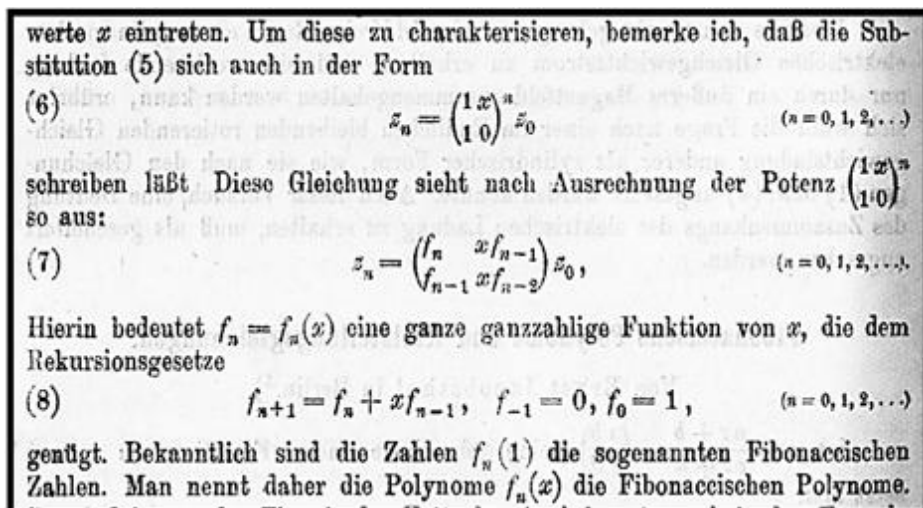 werte x eintreten. Um diese zu charakterisieren, bemerke ich, daß die Sub-
stitution (5) sich auch in der Form
(6) z_n = (1 x / 1 0)^n z_0 (n = 0, 1, 2, . . .)
schreiben läßt Diese Gleichung sieht nach Ausrechnung der Potenz (1 x / 1 0)^n
so aus:
(7) z_n = (f_n xf_{n-1} / f_{n-1} xf_{n-2}) z_0, (n = 0, 1, 2, . . .).
Hierin bedeutet f_n = f_n(x) eine ganze ganzzahlige Funktion von x, die dem
Rekursionsgesetze
(8) f_{n+1} = f_n + xf_{n-1}, f_{-1} = 0, f_0 = 1, (n = 0, 1, 2, . . .)
genügt. Bekanntlich sind die Zahlen f_n(1) die sogenannten Fibonaccischen
Zahlen. Man nennt daher die Polynome f_n(x) die Fibonaccischen Polynome.